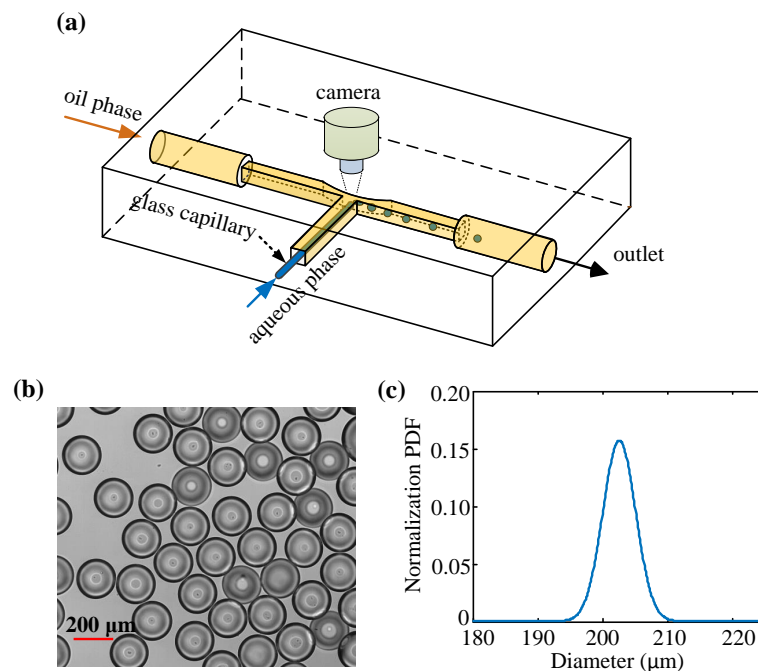 (a)
camera
oil phase
glass capillary
outlet
aqueous phase
(b)
(c)
200 μm
0.20
0.15
0.10
0.05
0
Normalization PDF
180
190
200
210
220
Diameter (μm)